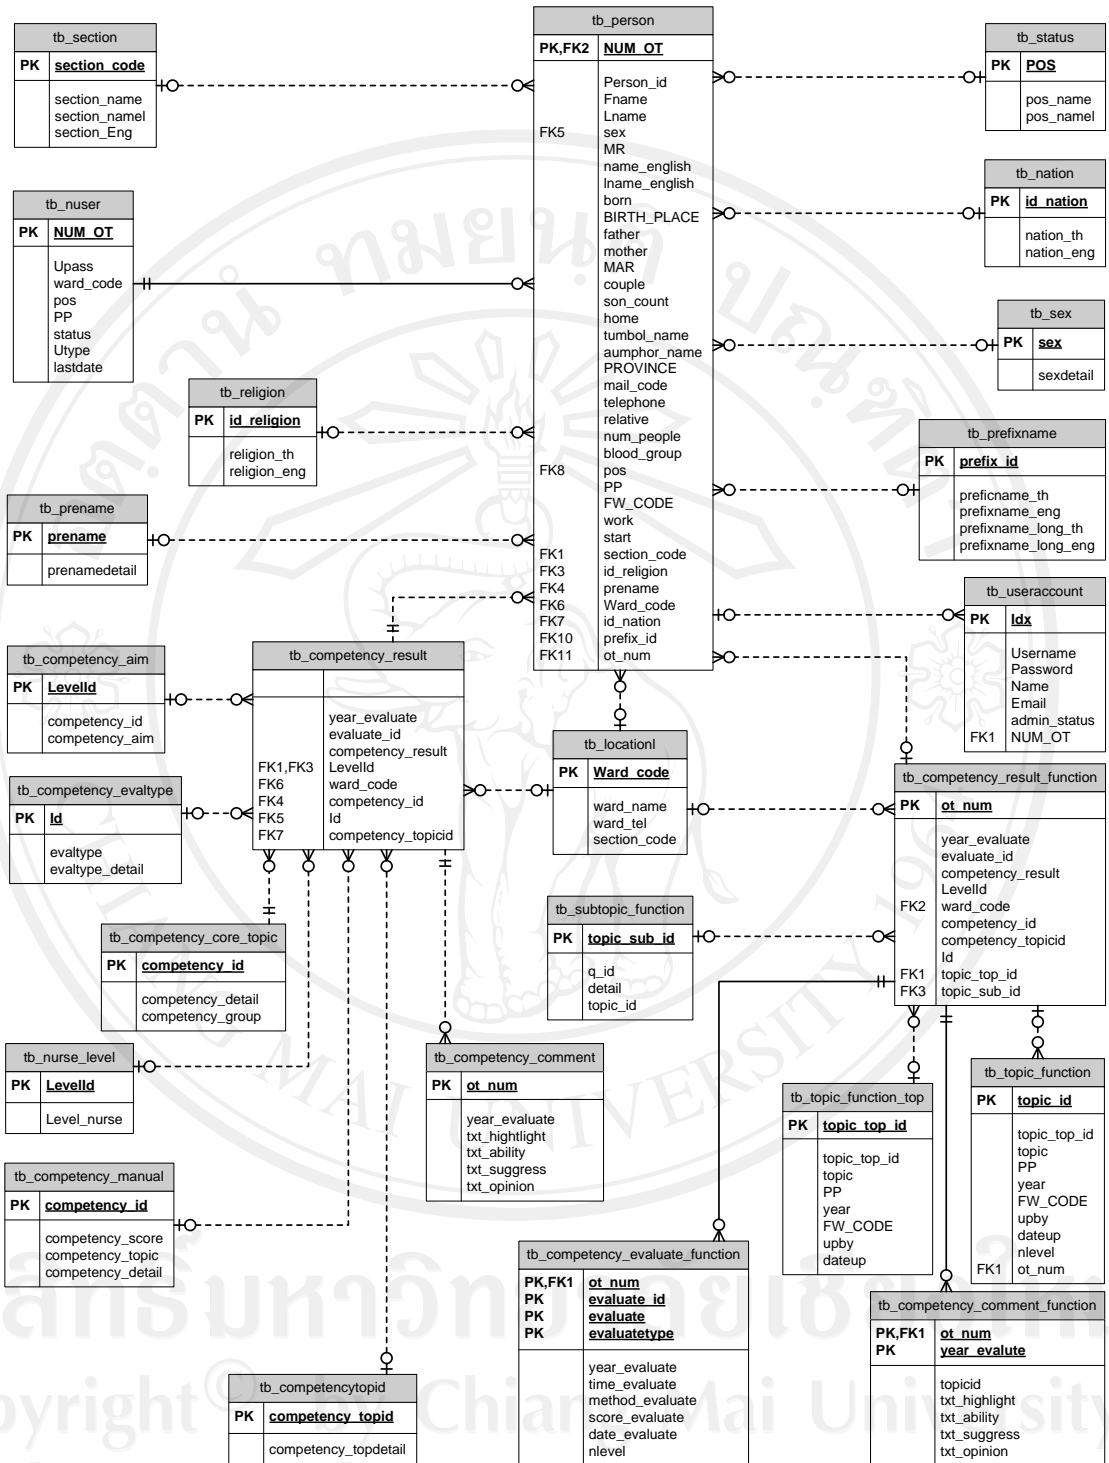 tb_person
PK,FK2 NUM_OT
Person_id
Fname
Lname
FK5 sex
MR
name_english
lname_english
born
BIRTH_PLACE
father
mother
MAR
couple
son_count
home
tumbol_name
aumphor_name
PROVINCE
mail_code
telephone
relative
num_people
blood_group
FK8 pos
PP
FW_CODE
work
start
FK1 section_code
FK3 id_religion
FK4 prename
FK6 Ward_code
FK7 id_nation
FK10 prefix_id
FK11 ot_num
tb_section
PK section_code
section_name
section_namel
section_Eng
tb_status
PK POS
pos_name
pos_namel
tb_nuser
PK NUM_OT
Upass
ward_code
pos
PP
status
Utype
lastdate
tb_nation
PK id_nation
nation_th
nation_eng
tb_sex
PK sex
sexdetail
tb_religion
PK id_religion
religion_th
religion_eng
tb_prefixname
PK prefix_id
preficname_th
prefixname_eng
prefixname_long_th
prefixname_long_eng
tb_prename
PK prename
prenamedetail
tb_useraccount
PK Idx
Username
Password
Name
Email
admin_status
FK1 NUM_OT
tb_competency_aim
PK LevelId
competency_id
competency_aim
tb_competency_result
year_evaluate
evaluate_id
competency_result
FK1,FK3 LevelId
FK6 ward_code
FK4 competency_id
FK5 Id
FK7 competency_topicid
tb_locationl
PK Ward_code
ward_name
ward_tel
section_code
tb_competency_result_function
PK ot_num
year_evaluate
evaluate_id
competency_result
LevelId
FK2 ward_code
competency_id
competency_topicid
Id
FK1 topic_top_id
FK3 topic_sub_id
tb_competency_evaltype
PK Id
evaltype
evaltype_detail
tb_subtopic_function
PK topic_sub_id
q_id
detail
topic_id
tb_competency_core_topic
PK competency_id
competency_detail
competency_group
tb_nurse_level
PK LevelId
Level_nurse
tb_competency_comment
PK ot_num
year_evaluate
txt_hightlight
txt_ability
txt_suggress
txt_opinion
tb_topic_function_top
PK topic_top_id
topic_top_id
topic
PP
year
FW_CODE
upby
dateup
tb_topic_function
PK topic_id
topic_top_id
topic
PP
year
FW_CODE
upby
dateup
nlevel
FK1 ot_num
tb_competency_manual
PK competency_id
competency_score
competency_topic
competency_detail
tb_competency_evaluate_function
PK,FK1 ot_num
PK evaluate_id
PK evaluate
PK evaluatetype
year_evaluate
time_evaluate
method_evaluate
score_evaluate
date_evaluate
nlevel
tb_competency_comment_function
PK,FK1 ot_num
PK year_evalute
topicid
txt_highlight
txt_ability
txt_suggress
txt_opinion
tb_competencytopid
PK competency_topid
competency_topdetail
CHIANG MAI UNIVERSITY 1964
by Chiang Mai University